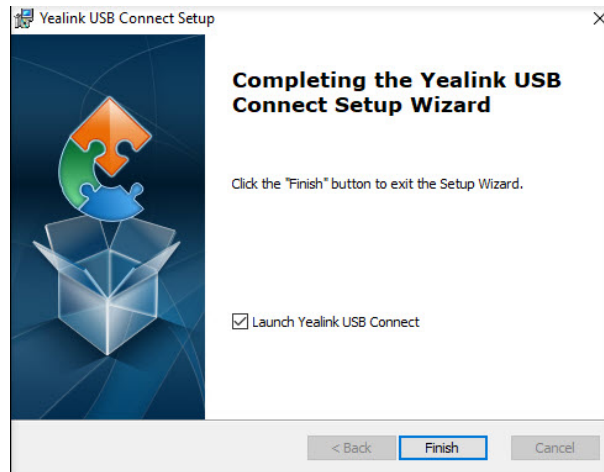 Yealink USB Connect Setup
Completing the Yealink USB
Connect Setup Wizard
Click the "Finish" button to exit the Setup Wizard.
Launch Yealink USB Connect
< Back
Finish
Cancel